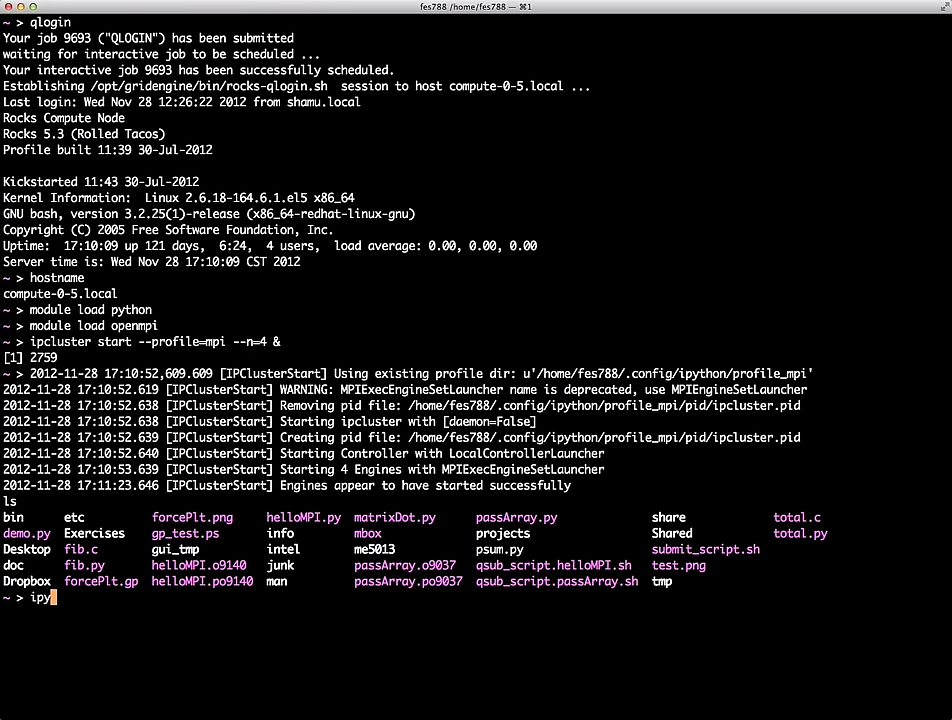 fes788 /home/fes788 — ⌘1
~ > qlogin
Your job 9693 ("QLOGIN") has been submitted
waiting for interactive job to be scheduled ...
Your interactive job 9693 has been successfully scheduled.
Establishing /opt/gridengine/bin/rocks-qlogin.sh  session to host compute-0-5.local ...
Last login: Wed Nov 28 12:26:22 2012 from shamu.local
Rocks Compute Node
Rocks 5.3 (Rolled Tacos)
Profile built 11:39 30-Jul-2012
Kickstarted 11:43 30-Jul-2012
Kernel Information:  Linux 2.6.18-164.6.1.el5 x86_64
GNU bash, version 3.2.25(1)-release (x86_64-redhat-linux-gnu)
Copyright (C) 2005 Free Software Foundation, Inc.
Uptime:  17:10:09 up 121 days,  6:24,  4 users,  load average: 0.00, 0.00, 0.00
Server time is: Wed Nov 28 17:10:09 CST 2012
~ > hostname
compute-0-5.local
~ > module load python
~ > module load openmpi
~ > ipcluster start --profile=mpi --n=4 &
[1] 2759
~ > 2012-11-28 17:10:52,609.609 [IPClusterStart] Using existing profile dir: u'/home/fes788/.config/ipython/profile_mpi'
2012-11-28 17:10:52.619 [IPClusterStart] WARNING: MPIExecEngineSetLauncher name is deprecated, use MPIEngineSetLauncher
2012-11-28 17:10:52.638 [IPClusterStart] Removing pid file: /home/fes788/.config/ipython/profile_mpi/pid/ipcluster.pid
2012-11-28 17:10:52.638 [IPClusterStart] Starting ipcluster with [daemon=False]
2012-11-28 17:10:52.639 [IPClusterStart] Creating pid file: /home/fes788/.config/ipython/profile_mpi/pid/ipcluster.pid
2012-11-28 17:10:52.640 [IPClusterStart] Starting Controller with LocalControllerLauncher
2012-11-28 17:10:53.639 [IPClusterStart] Starting 4 Engines with MPIExecEngineSetLauncher
2012-11-28 17:11:23.646 [IPClusterStart] Engines appear to have started successfully
ls
bin      etc         forcePlt.png     helloMPI.py  matrixDot.py      passArray.py               share             total.c
demo.py  Exercises   gp_test.ps       info         mbox              projects                   Shared            total.py
Desktop  fib.c       gui_tmp          intel        me5013            psum.py                    submit_script.sh
doc      fib.py      helloMPI.o9140   junk         passArray.o9037   qsub_script.helloMPI.sh    test.png
Dropbox  forcePlt.gp helloMPI.po9140  man          passArray.po9037  qsub_script.passArray.sh   tmp
~ > ipy